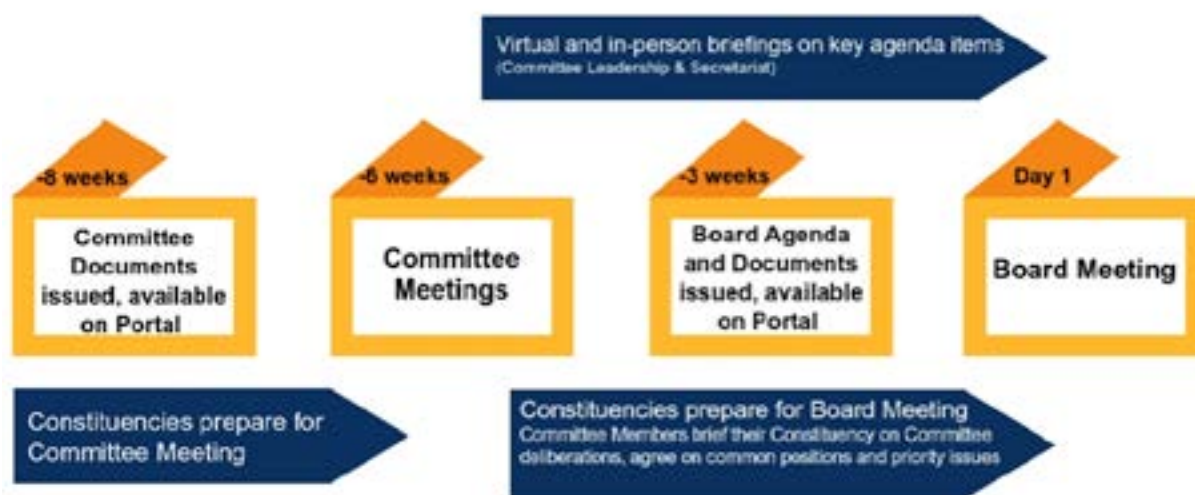 Virtual and in-person briefings on key agenda items
(Committee Leadership & Secretariat)
-8 weeks
-6 weeks
-3 weeks
Day 1
Committee
Documents
issued, available
on Portal
Committee
Meetings
Board Agenda
and Documents
issued, available
on Portal
Board Meeting
Constituencies prepare for
Committee Meeting
Constituencies prepare for Board Meeting
Committee Members brief their Constituency on Committee
deliberations, agree on common positions and priority issues